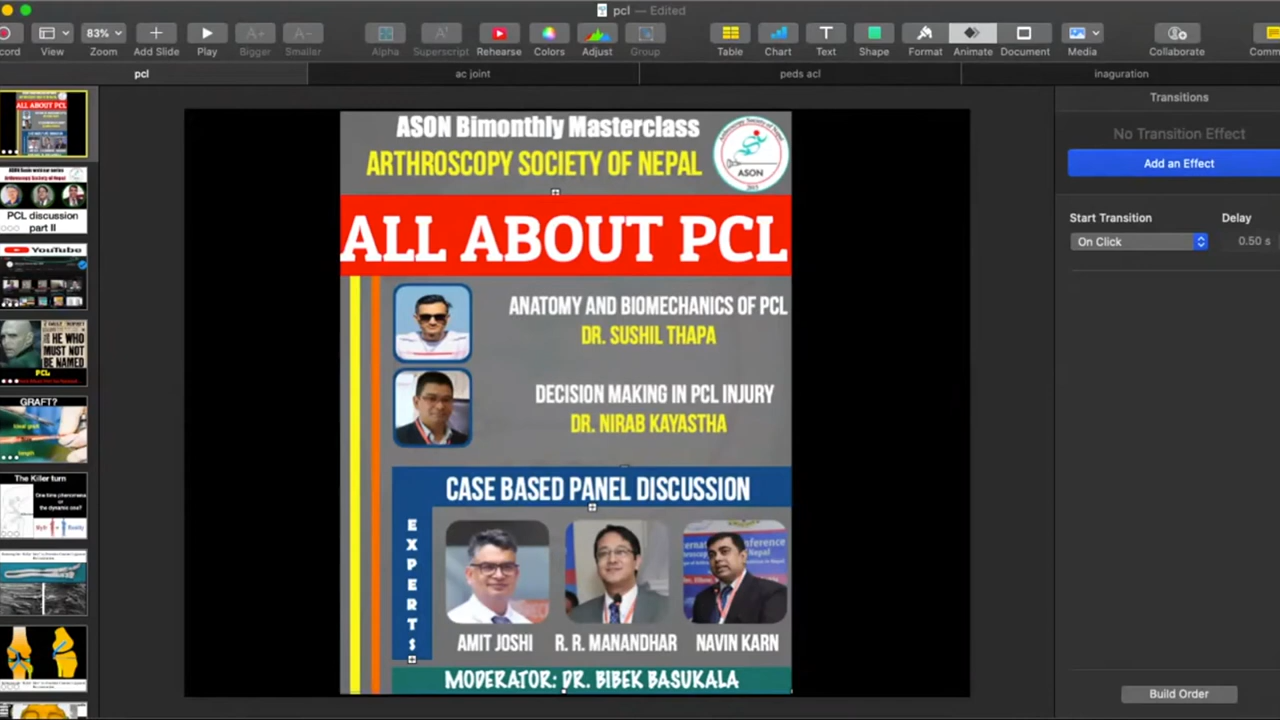 pcl — Edited
cord
View
83%
Zoom
Add Slide
Play
Bigger
Smaller
Alpha
Superscript
Rehearse
Colors
Adjust
Group
Table
Chart
Text
Shape
Format
Animate
Document
Media
Collaborate
Comm
pcl
ac joint
peds acl
inaguration
Transitions
No Transition Effect
Add an Effect
Start Transition
Delay
On Click
0.50 s
Build Order
ASON Bimonthly Masterclass
ARTHROSCOPY SOCIETY OF NEPAL
ASON
ALL ABOUT PCL
ANATOMY AND BIOMECHANICS OF PCL
DR. SUSHIL THAPA
DECISION MAKING IN PCL INJURY
DR. NIRAB KAYASTHA
CASE BASED PANEL DISCUSSION
EXPERTS
AMIT JOSHI
R. R. MANANDHAR
NAVIN KARN
MODERATOR: DR. BIBEK BASUKALA
ALL ABOUT PCL
PCL discussion
part II
YouTube
HE WHO
MUST NOT
BE NAMED
PCL
GRAFT?
The Killer turn